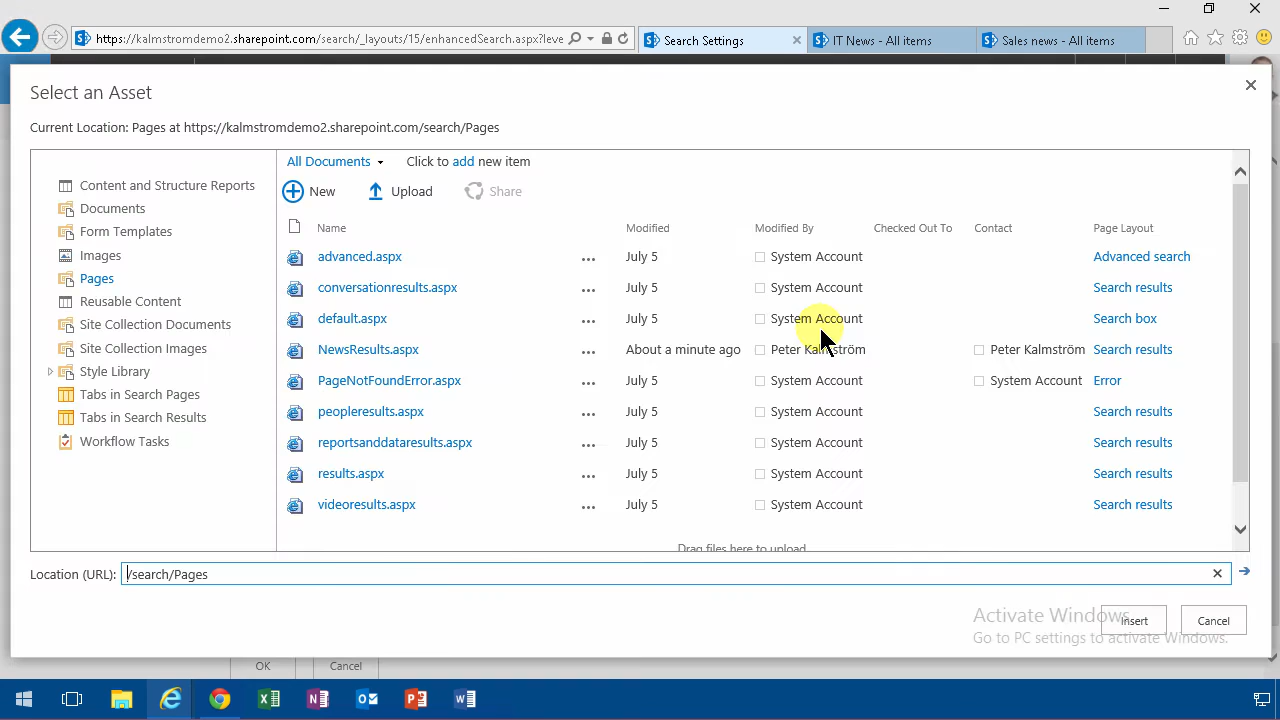 https://kalmstromdemo2.sharepoint.com/search/_layouts/15/enhancedSearch.aspx?leve
Search Settings
IT News - All items
Sales news - All items
Select an Asset
Current Location: Pages at https://kalmstromdemo2.sharepoint.com/search/Pages
Content and Structure Reports
Documents
Form Templates
Images
Pages
Reusable Content
Site Collection Documents
Site Collection Images
Style Library
Tabs in Search Pages
Tabs in Search Results
Workflow Tasks
All Documents Click to add new item
New Upload Share
Name Modified Modified By Checked Out To Contact Page Layout
advanced.aspx ... July 5 System Account Advanced search
conversationresults.aspx ... July 5 System Account Search results
default.aspx ... July 5 System Account Search box
NewsResults.aspx ... About a minute ago Peter Kalmström Peter Kalmström Search results
PageNotFoundError.aspx ... July 5 System Account System Account Error
peopleresults.aspx ... July 5 System Account Search results
reportsanddataresults.aspx ... July 5 System Account Search results
results.aspx ... July 5 System Account Search results
videoresults.aspx ... July 5 System Account Search results
Drag files here to upload
Location (URL): /search/Pages
Activate Windows
Go to PC settings to activate Windows.
Insert Cancel
OK Cancel